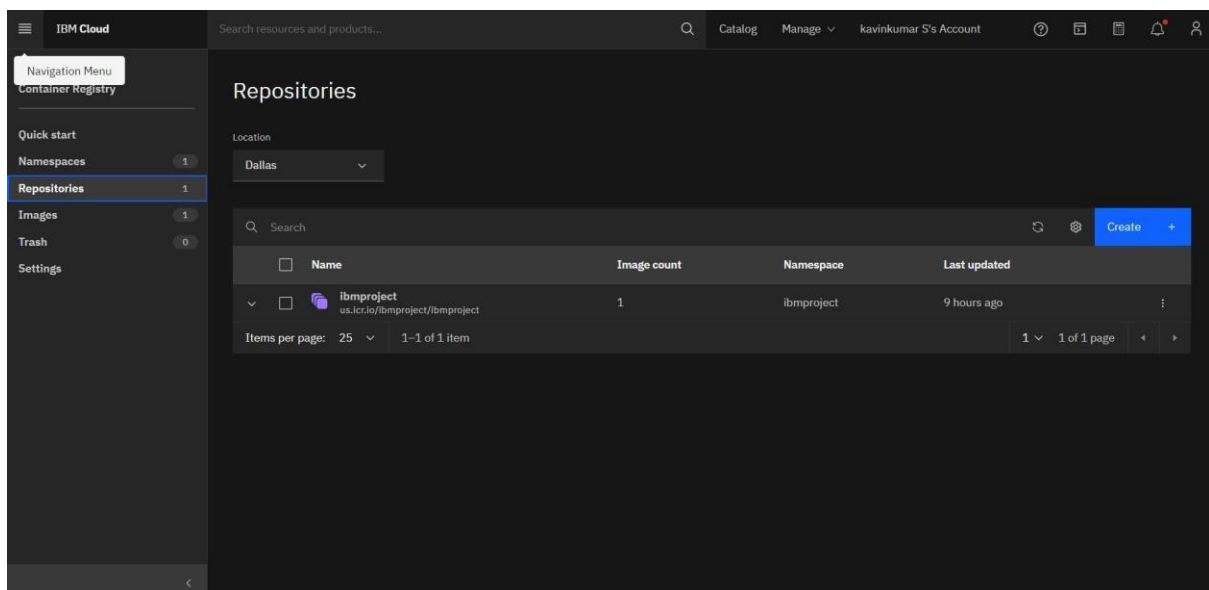 IBM Cloud
Search resources and products...
Catalog
Manage
kavinkumar S's Account
Navigation Menu
Container Registry
Quick start
Namespaces 1
Repositories 1
Images 1
Trash 0
Settings
Repositories
Location
Dallas
Search
Create +
Name Image count Namespace Last updated
ibmproject
us.icr.io/ibmproject/ibmproject
1 ibmproject 9 hours ago
Items per page: 25 1–1 of 1 item 1 1 of 1 page